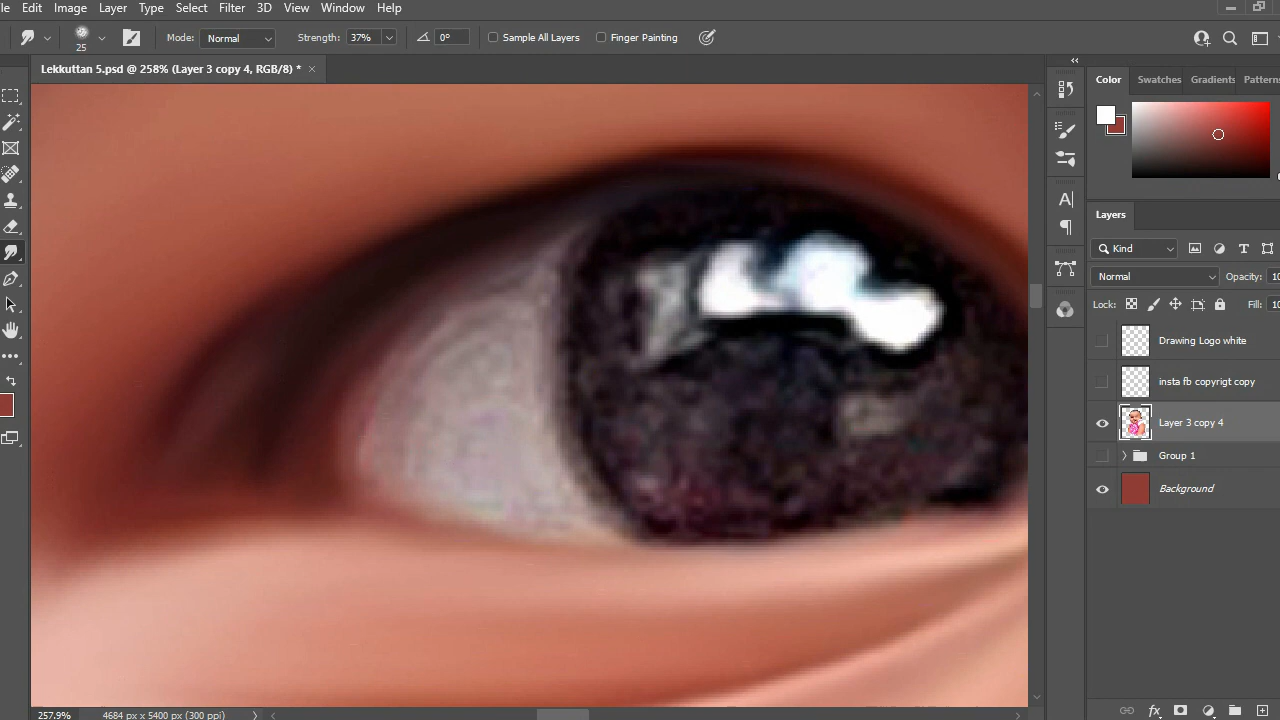 le Edit Image Layer Type Select Filter 3D View Window Help
25 Mode: Normal Strength: 37% 0° Sample All Layers Finger Painting
Lekkuttan 5.psd @ 258% (Layer 3 copy 4, RGB/8) * ×
Color Swatches Gradients Patterns
Layers
Kind
Normal Opacity: 10
Lock: Fill: 10
Drawing Logo white
insta fb copyrigt copy
Layer 3 copy 4
Group 1
Background
257.9% 4684 px x 5400 px (300 ppi)